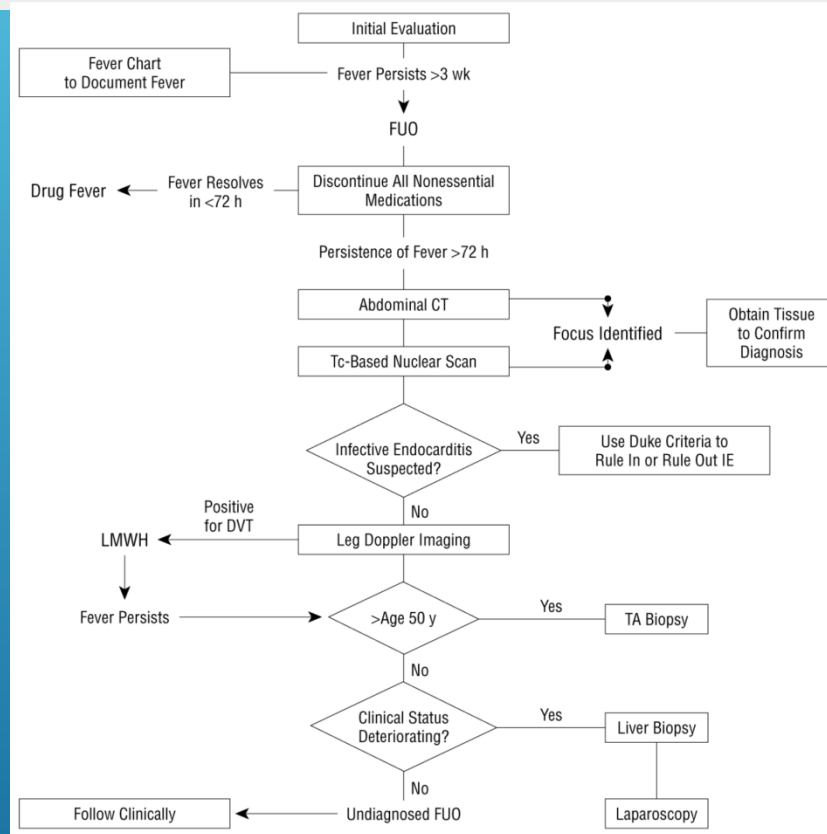 Initial Evaluation
Fever Chart
to Document Fever
Fever Persists >3 wk
FUO
Drug Fever
Fever Resolves
in <72 h
Discontinue All Nonessential
Medications
Persistence of Fever >72 h
Abdominal CT
Focus Identified
Obtain Tissue
to Confirm
Diagnosis
Tc-Based Nuclear Scan
Infective Endocarditis
Suspected?
Yes
Use Duke Criteria to
Rule In or Rule Out IE
No
Positive
for DVT
LMWH
Leg Doppler Imaging
Fever Persists
>Age 50 y
Yes
TA Biopsy
No
Clinical Status
Deteriorating?
Yes
Liver Biopsy
No
Follow Clinically
Undiagnosed FUO
Laparoscopy